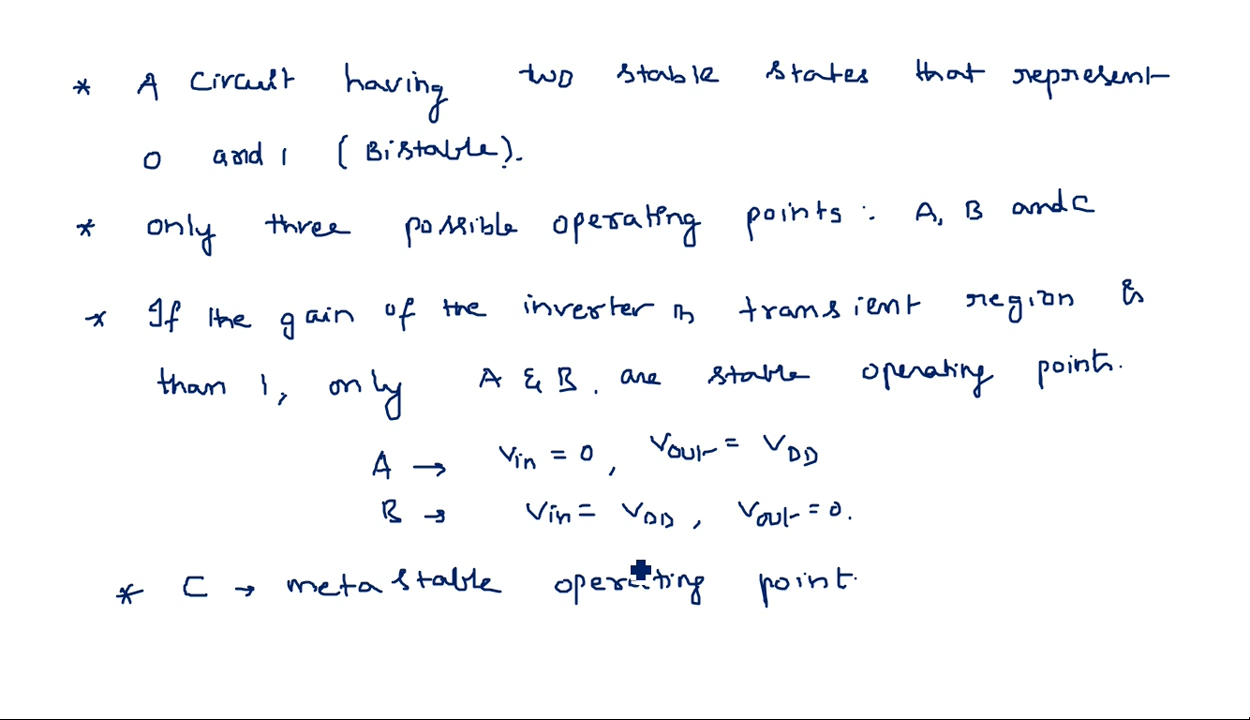 * A Circuit having two stable states that represent
0 and 1 (Bistable).
* only three possible operating points : A, B and C
* If the gain of the inverter in transient region is
than 1, only A & B. are stable operating point.
A → Vin = 0, Vout = VDD
B → Vin = VDD, Vout = 0.
* C → metastable operating point.